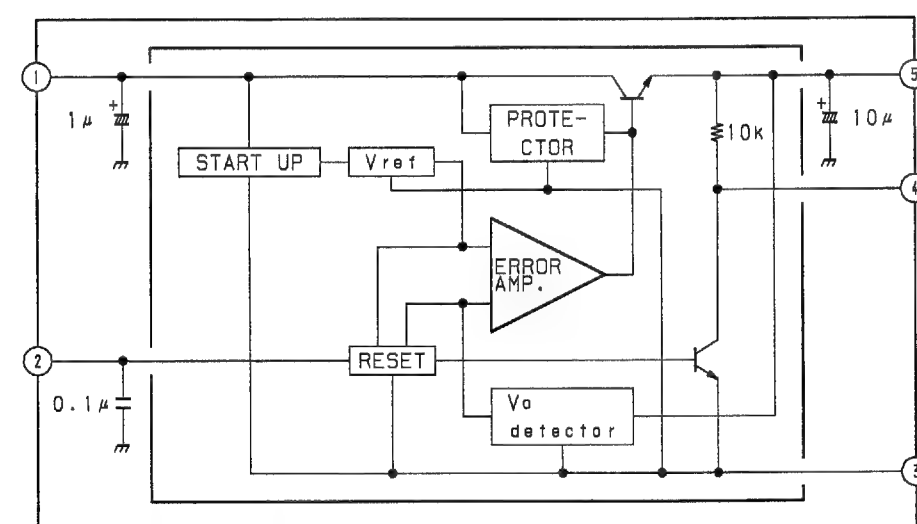 1
5
1μ
+
PROTE-
CTOR
10K
+
10μ
START UP
Vref
4
ERROR
AMP.
2
RESET
0.1μ
Vo
detector
3